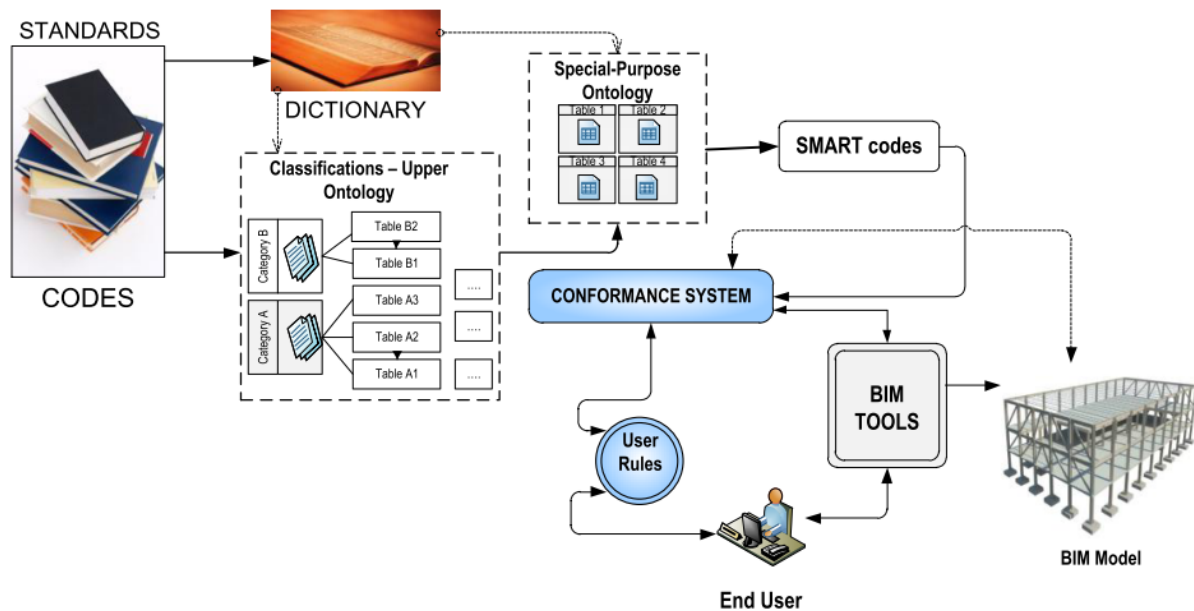 STANDARDS
CODES
DICTIONARY
Classifications – Upper
Ontology
Category B
Table B2
Table B1
Category A
Table A3
Table A2
Table A1
....
....
....
Special-Purpose
Ontology
Table 1
Table 2
Table 3
Table 4
SMART codes
CONFORMANCE SYSTEM
User
Rules
BIM
TOOLS
End User
BIM Model